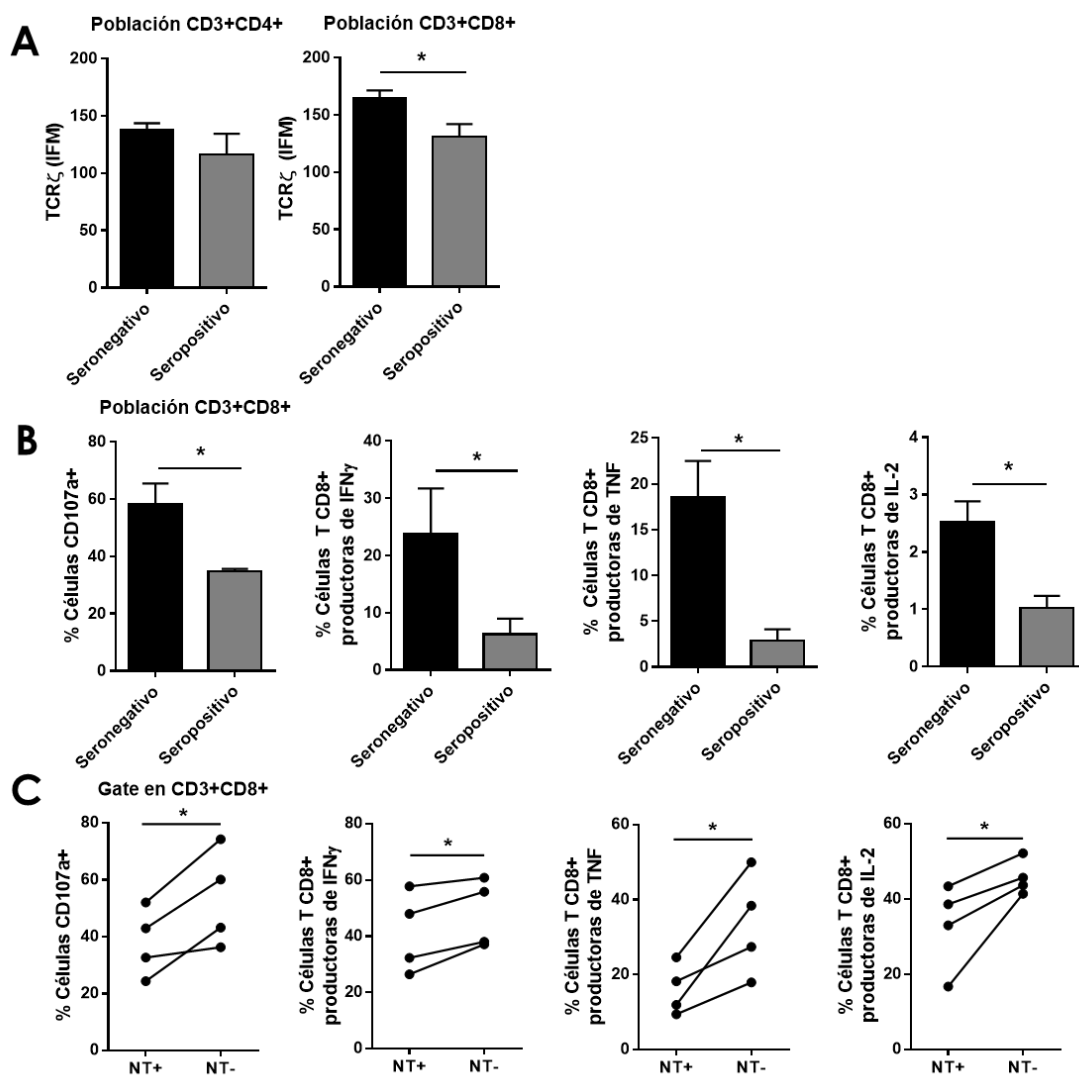 A
Población CD3+CD4+
TCRζ (IFM)
200
150
100
50
0
Seronegativo
Seropositivo
Población CD3+CD8+
TCRζ (IFM)
200
150
100
50
0
*
Seronegativo
Seropositivo
B
Población CD3+CD8+
% Células CD107a+
80
60
40
20
0
*
Seronegativo
Seropositivo
% Células T CD8+
productoras de IFNγ
40
30
20
10
0
*
Seronegativo
Seropositivo
% Células T CD8+
productoras de TNF
25
20
15
10
5
0
*
Seronegativo
Seropositivo
% Células T CD8+
productoras de IL-2
4
3
2
1
0
*
Seronegativo
Seropositivo
C
Gate en CD3+CD8+
% Células CD107a+
80
60
40
20
0
*
NT+ NT-
% Células T CD8+
productoras de IFNγ
80
60
40
20
0
*
NT+ NT-
% Células T CD8+
productoras de TNF
60
40
20
0
*
NT+ NT-
% Células T CD8+
productoras de IL-2
60
40
20
0
*
NT+ NT-